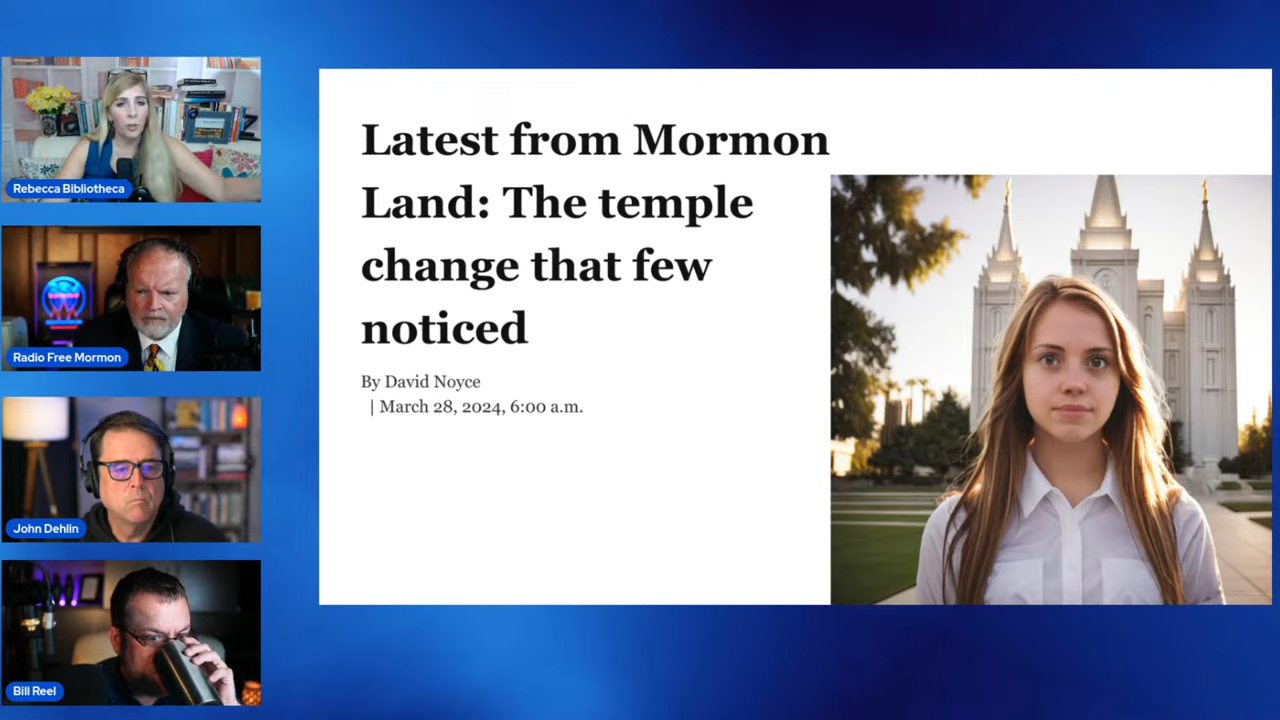 Rebecca Bibliotheca
Radio Free Mormon
John Dehlin
Bill Reel
Latest from Mormon
Land: The temple
change that few
noticed
By David Noyce
| March 28, 2024, 6:00 a.m.